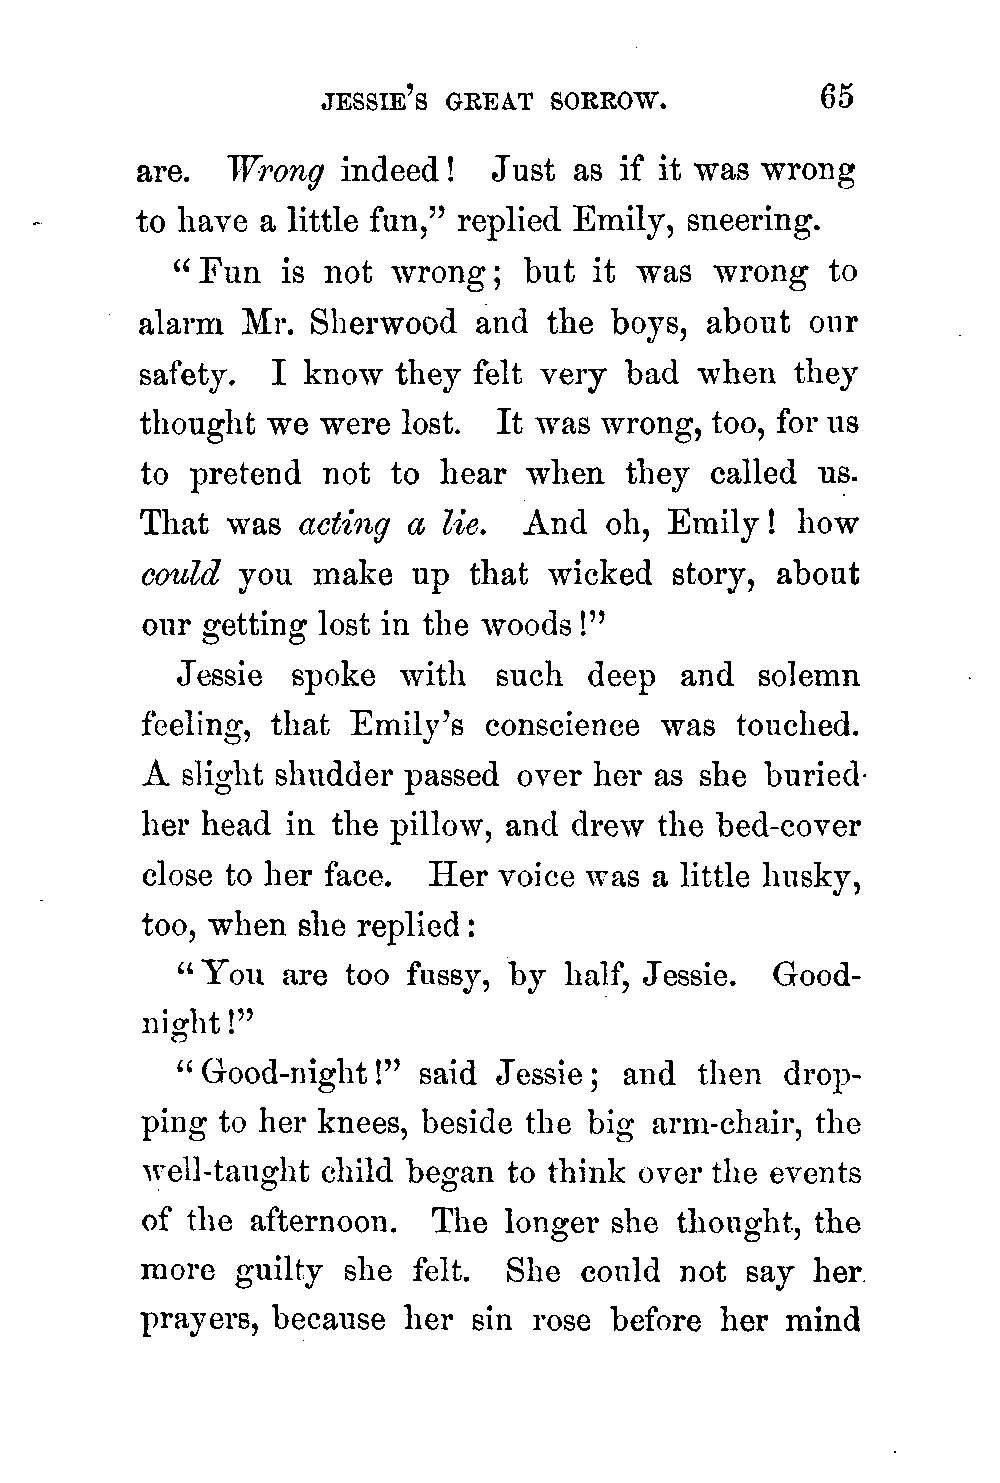 JESSIE'S GREAT SORROW. 65
are. Wrong indeed! Just as if it was wrong
to have a little fun,” replied Emily, sneering.
“Fun is not wrong; but it was wrong to
alarm Mr. Sherwood and the boys, about our
safety. I know they felt very bad when they
thought we were lost. It was wrong, too, for us
to pretend not to hear when they called us.
That was acting a lie. And oh, Emily! how
could you make up that wicked story, about
our getting lost in the woods!”
Jessie spoke with such deep and solemn
feeling, that Emily’s conscience was touched.
A slight shudder passed over her as she buried
her head in the pillow, and drew the bed-cover
close to her face. Her voice was a little husky,
too, when she replied:
“You are too fussy, by half, Jessie. Good-
night!”
“Good-night!” said Jessie; and then drop-
ping to her knees, beside the big arm-chair, the
well-taught child began to think over the events
of the afternoon. The longer she thought, the
more guilty she felt. She could not say her
prayers, because her sin rose before her mind